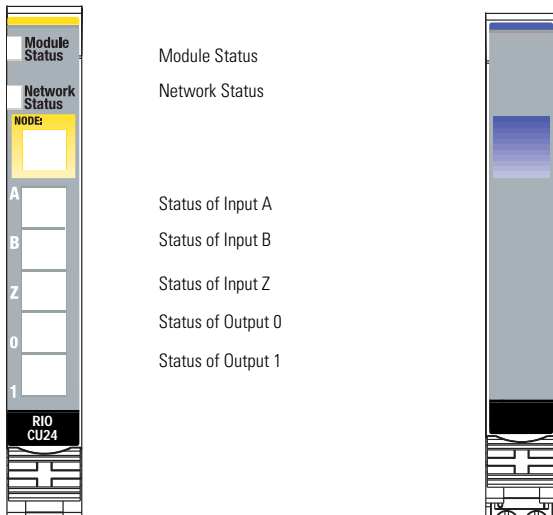 Module
Status
Module Status
Network
Status
Network Status
NODE:
A
Status of Input A
B
Status of Input B
Z
Status of Input Z
0
Status of Output 0
1
Status of Output 1
RIO
CU24